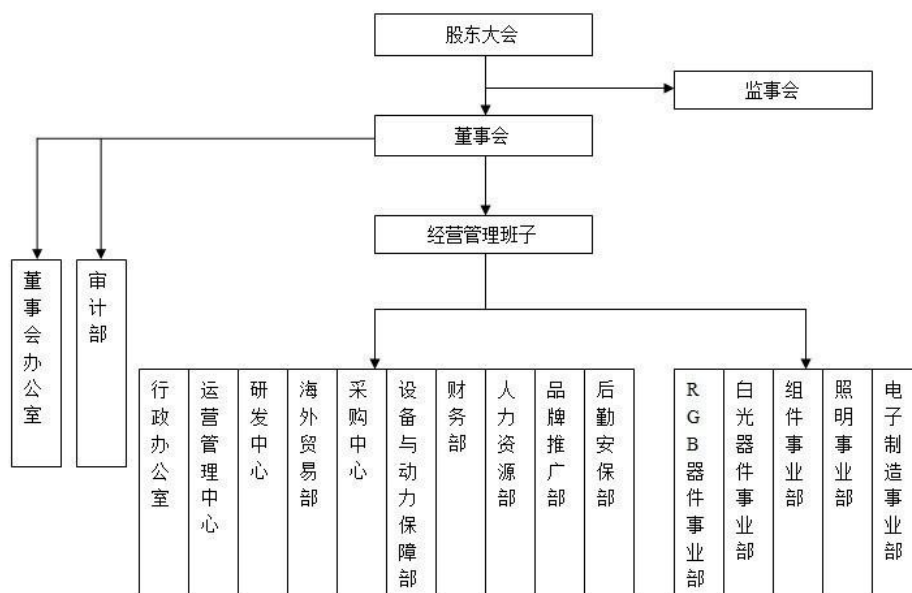 股东大会
监事会
董事会
经营管理班子
董事会办公室
审计部
行政办公室
运营管理中心
研发中心
海外贸易部
采购中心
设备与动力保障部
财务部
人力资源部
品牌推广部
后勤安保部
RGB器件事业部
白光器件事业部
组件事业部
照明事业部
电子制造事业部